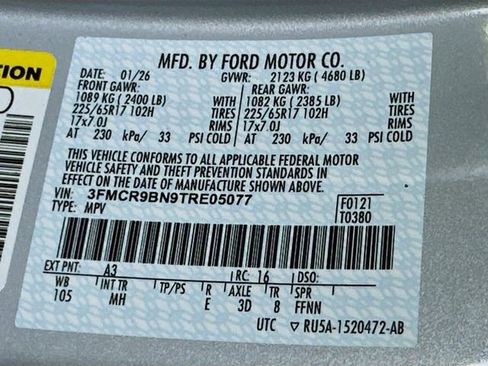 TION
MFD. BY FORD MOTOR CO.
DATE: 01/26 GVWR: 2123 KG ( 4680 LB)
FRONT GAWR: REAR GAWR:
1089 KG ( 2400 LB) WITH 1082 KG ( 2385 LB) WITH
225/65R17 102H TIRES 225/65R17 102H TIRES
17x7.0J RIMS 17x7.0J RIMS
AT 230 kPa/ 33 PSI COLD AT 230 kPa/ 33 PSI COLD
THIS VEHICLE CONFORMS TO ALL APPLICABLE FEDERAL MOTOR
VEHICLE SAFETY AND THEFT PREVENTION STANDARDS IN
EFFECT ON THE DATE OF MANUFACTURE SHOWN ABOVE.
VIN: 3FMCR9BN9TRE05077 F0121
TYPE: MPV T0380
EXT PNT: A3 RC: 16 DSO:
WB INT TR TP/PS R AXLE TR SPR
105 MH E 3D 8 FFNN
UTC ▽ RU5A-1520472-AB